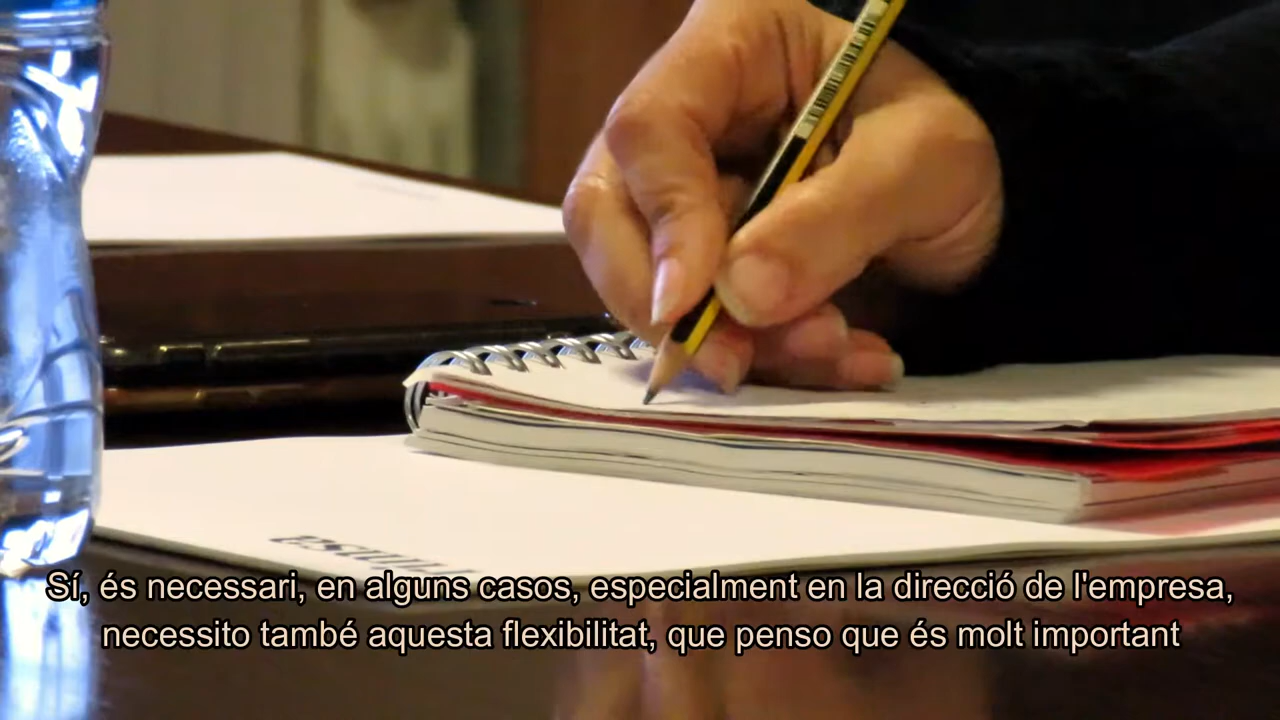 Sí, és necessari, en alguns casos, especialment en la direcció de l'empresa,
necessito també aquesta flexibilitat, que penso que és molt important